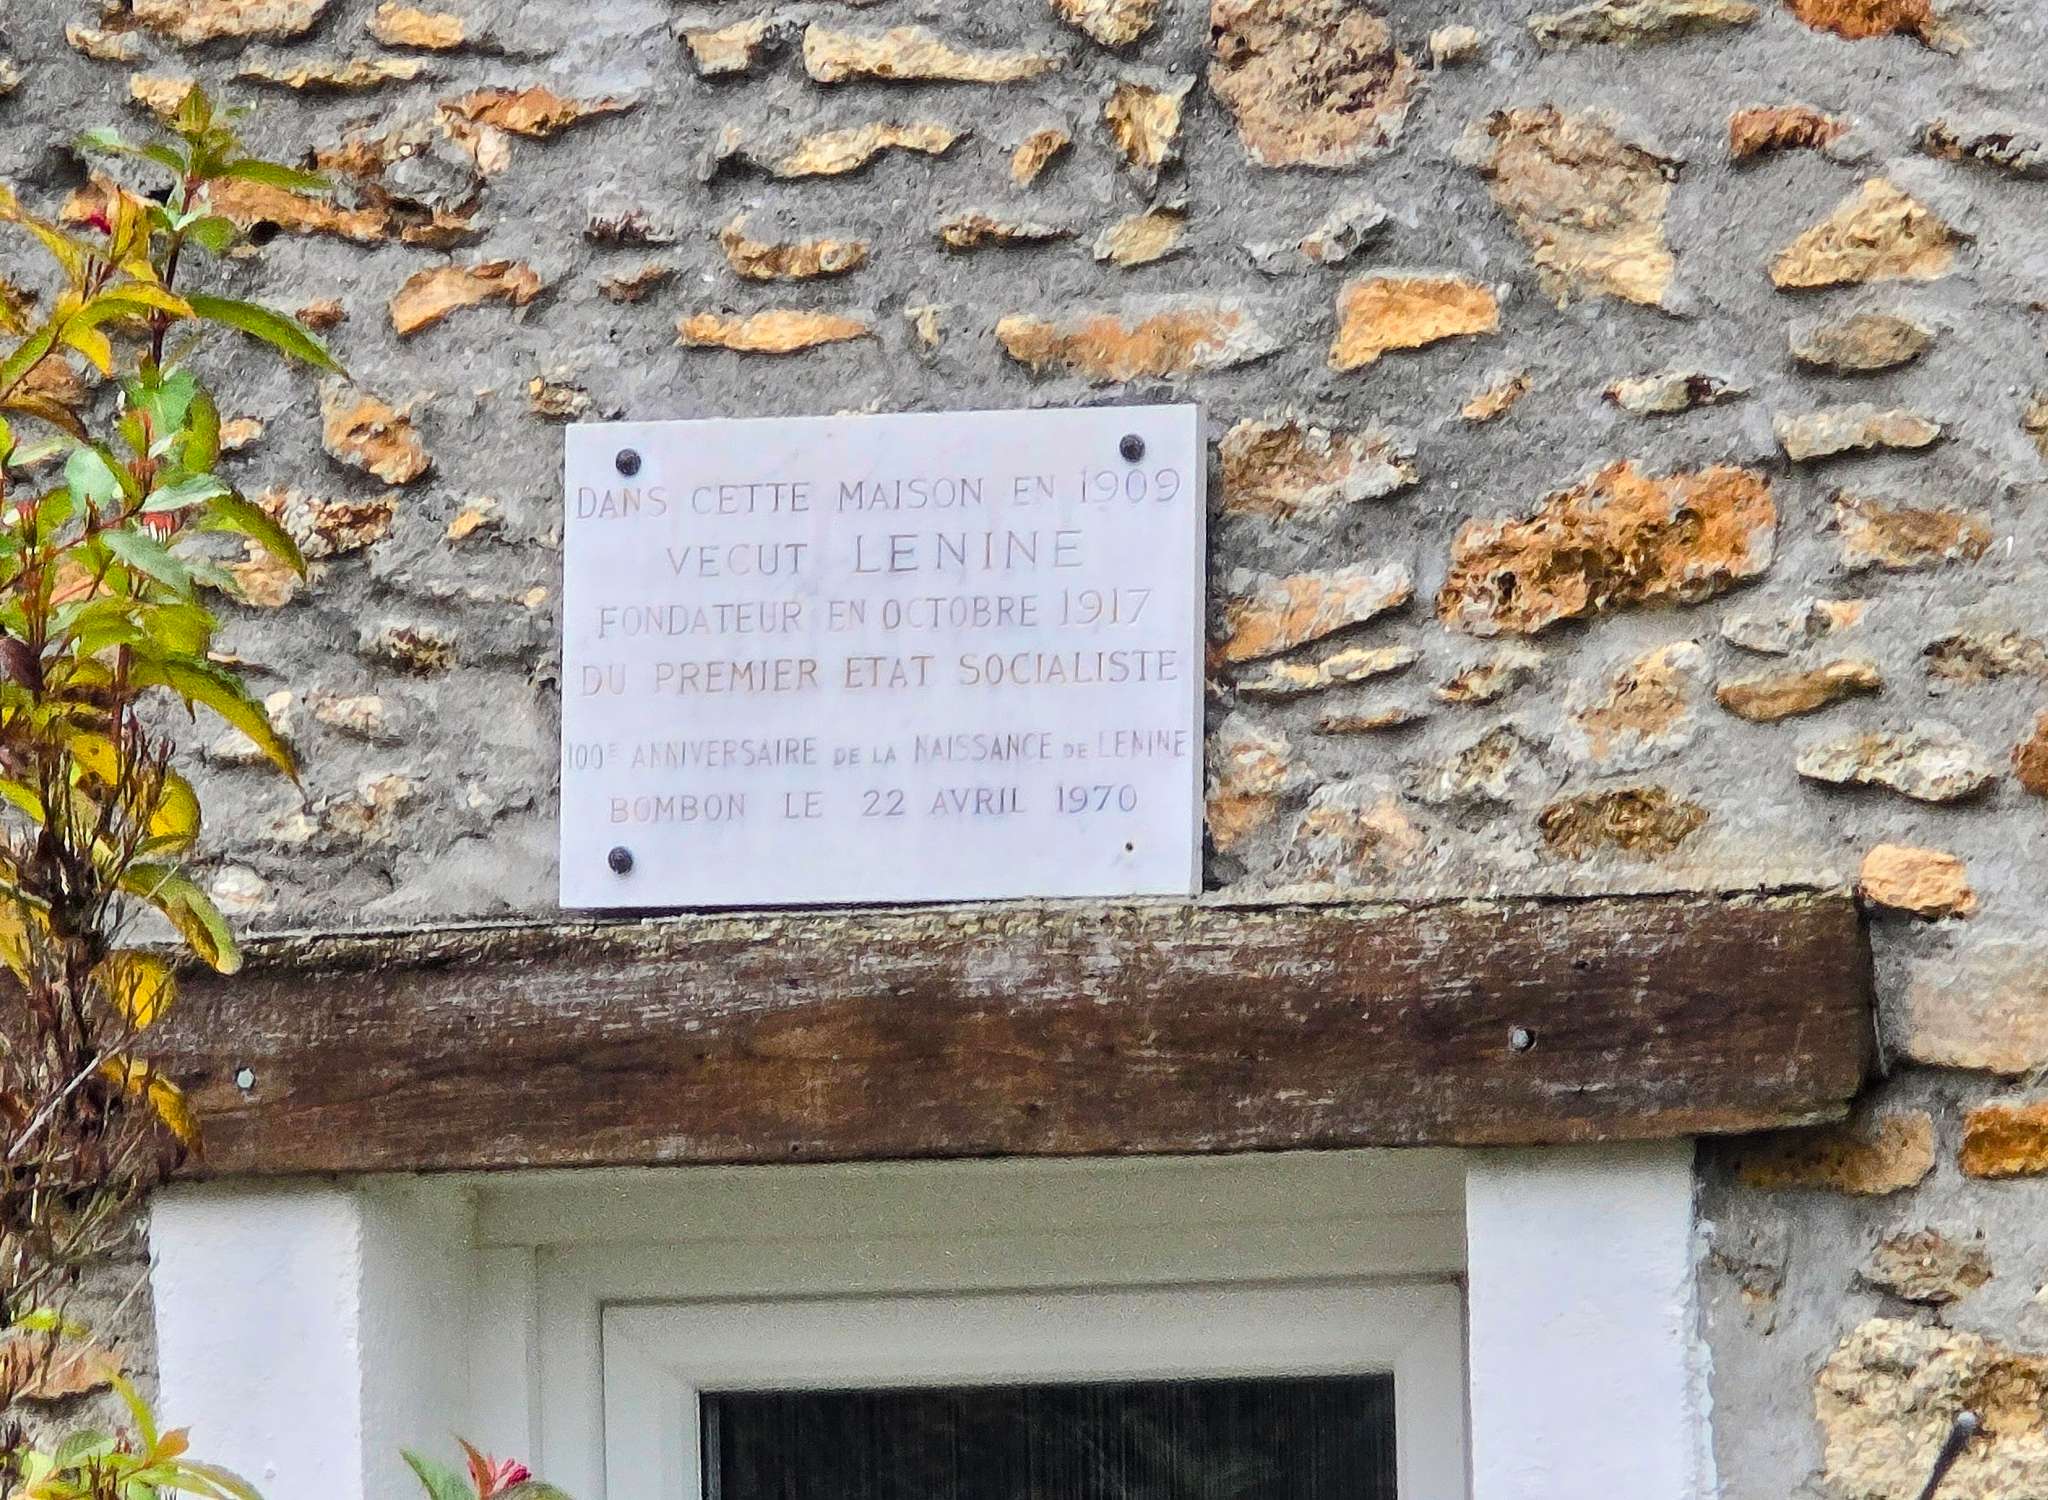 DANS CETTE MAISON EN 1909
VECUT LENINE
FONDATEUR EN OCTOBRE 1917
DU PREMIER ETAT SOCIALISTE
100E ANNIVERSAIRE DE LA NAISSANCE DE LENINE
BOMBON LE 22 AVRIL 1970